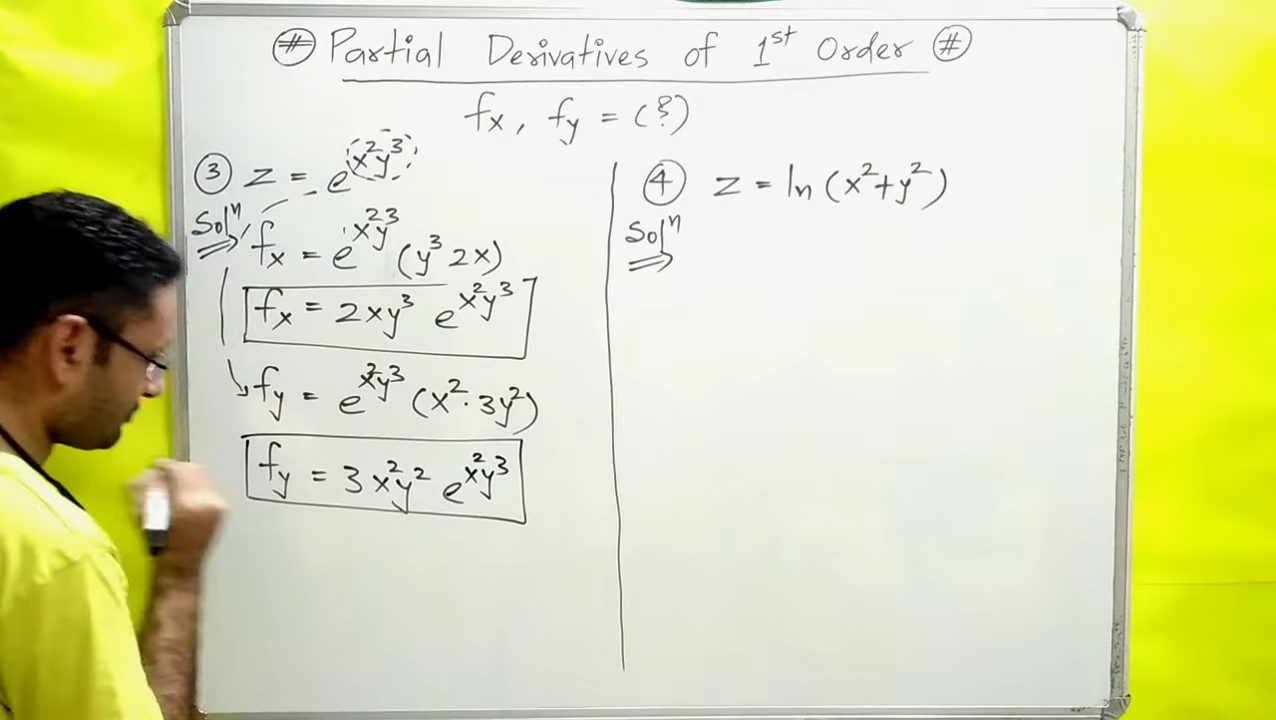 # Partial Derivatives of 1st Order #
fx, fy = (?)
③ z = e^(x²y³)
Solⁿ
fx = e^(x²y³) (y³ 2x)
fx = 2xy³ e^(x²y³)
fy = e^(x²y³) (x² · 3y²)
fy = 3x²y² e^(x²y³)
④ z = ln (x²+y²)
Solⁿ